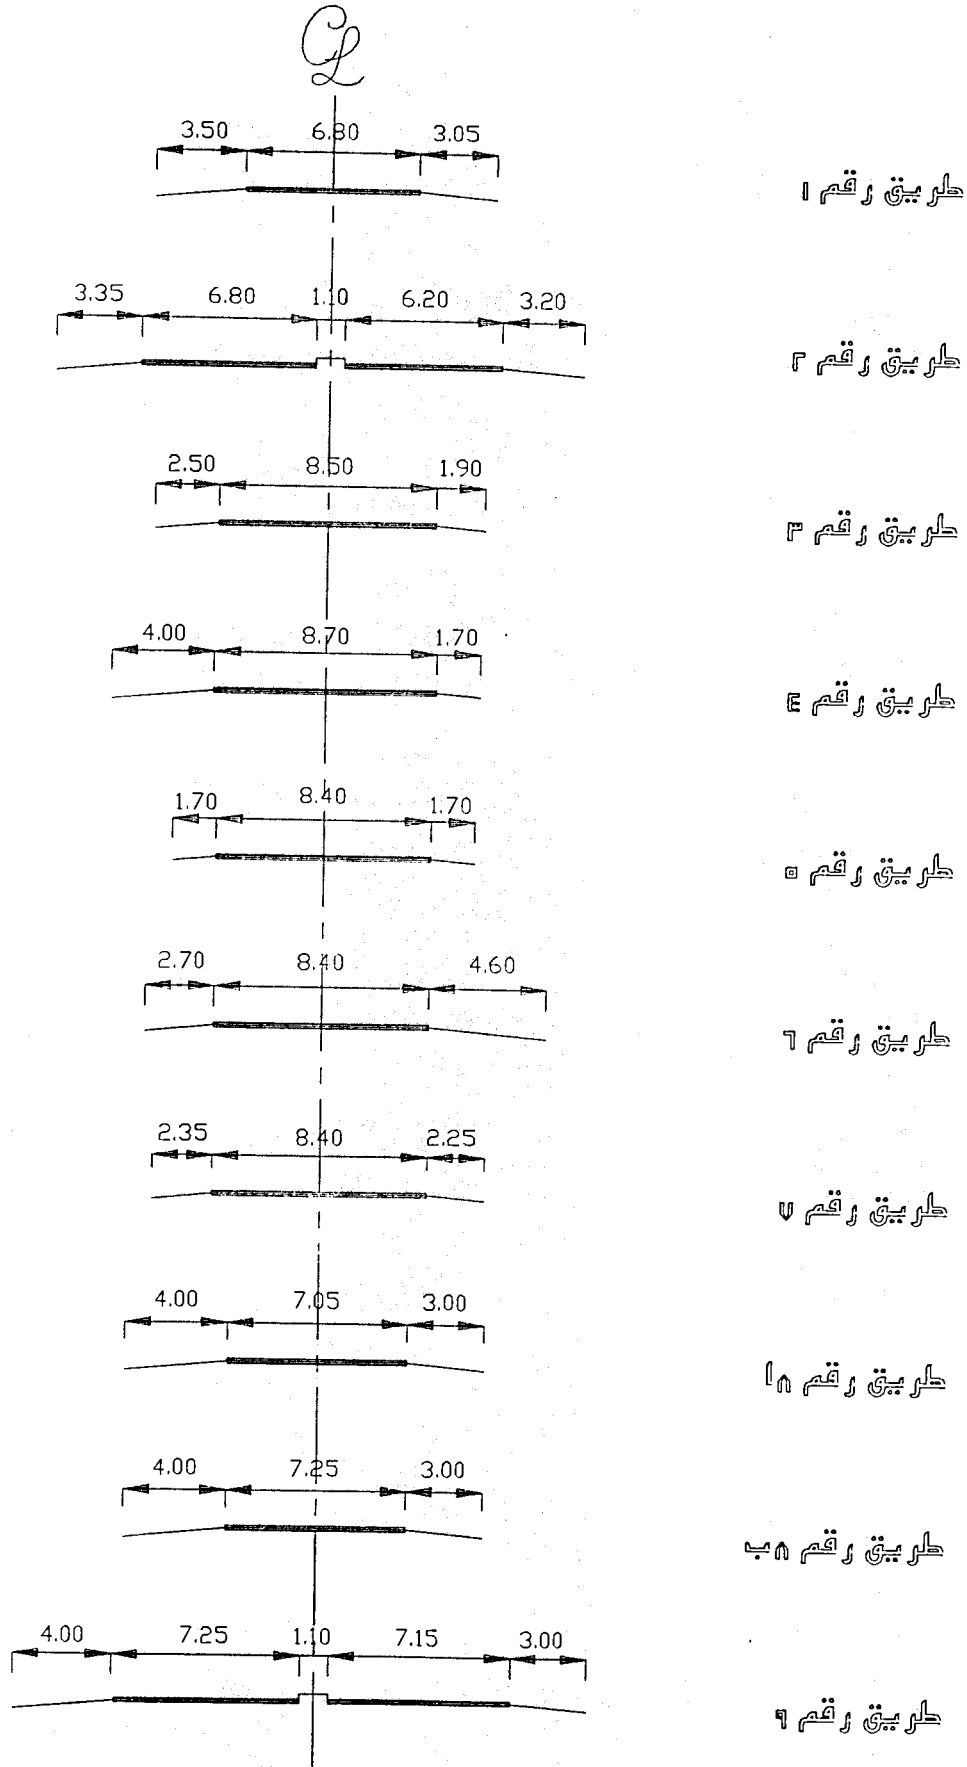 CL
3.50 6.80 3.05
طريق رقم ١
3.35 6.80 1.10 6.20 3.20
طريق رقم ٢
2.50 8.50 1.90
طريق رقم ٣
4.00 8.70 1.70
طريق رقم ٤
1.70 8.40 1.70
طريق رقم ٥
2.70 8.40 4.60
طريق رقم ٦
2.35 8.40 2.25
طريق رقم ٧
4.00 7.05 3.00
طريق رقم ٨أ
4.00 7.25 3.00
طريق رقم ٨ب
4.00 7.25 1.10 7.15 3.00
طريق رقم ٩